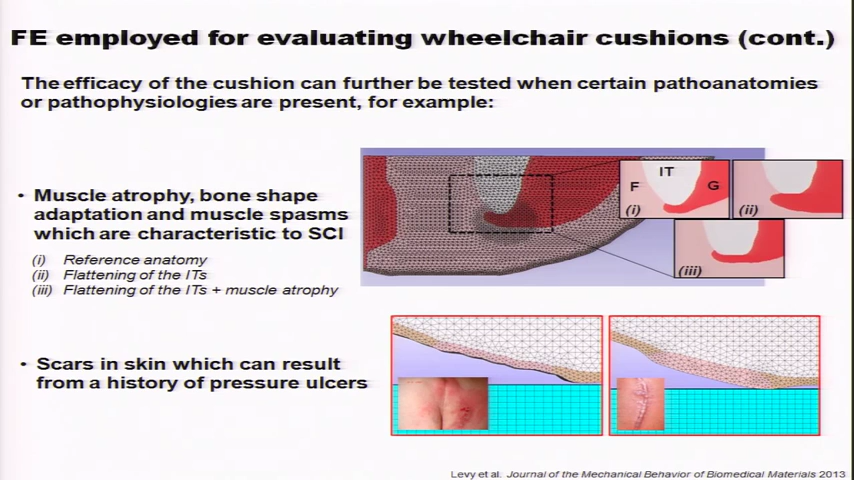 FE employed for evaluating wheelchair cushions (cont.)
The efficacy of the cushion can further be tested when certain pathoanatomies
or pathophysiologies are present, for example:
• Muscle atrophy, bone shape
adaptation and muscle spasms
which are characteristic to SCI
(i) Reference anatomy
(ii) Flattening of the ITs
(iii) Flattening of the ITs + muscle atrophy
IT
F
G
(i)
(ii)
(iii)
• Scars in skin which can result
from a history of pressure ulcers
Levy et al. Journal of the Mechanical Behavior of Biomedical Materials 2013